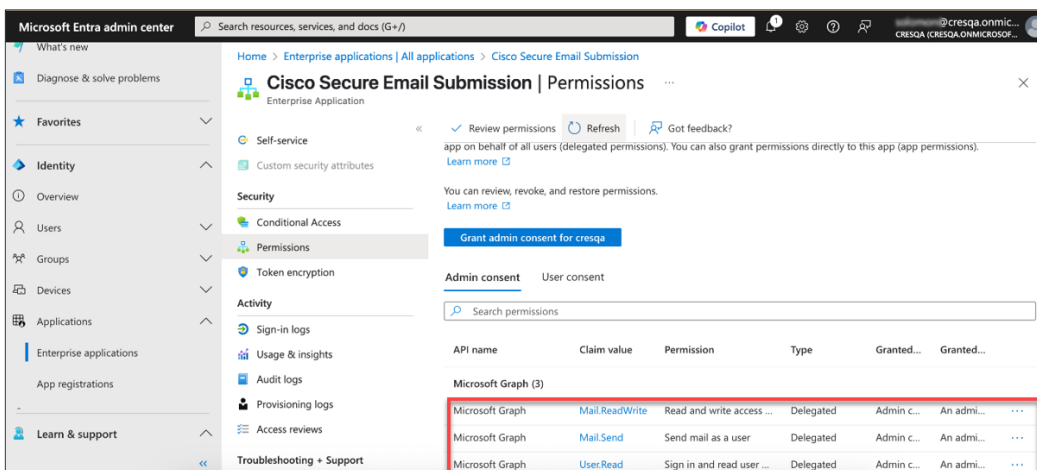 Microsoft Entra admin center
Search resources, services, and docs (G+/)
Copilot
1
@cresqa.onmic...
CRESQA (CRESQA.ONMICROSOF...
What's new
Diagnose & solve problems
Favorites
Identity
Overview
Users
Groups
Devices
Applications
Enterprise applications
App registrations
Learn & support
Home > Enterprise applications | All applications > Cisco Secure Email Submission
Cisco Secure Email Submission | Permissions ...
Enterprise Application
Self-service
Custom security attributes
Security
Conditional Access
Permissions
Token encryption
Activity
Sign-in logs
Usage & insights
Audit logs
Provisioning logs
Access reviews
Troubleshooting + Support
Review permissions Refresh Got feedback?
app on behalf of all users (delegated permissions). You can also grant permissions directly to this app (app permissions).
Learn more
You can review, revoke, and restore permissions.
Learn more
Grant admin consent for cresqa
Admin consent User consent
Search permissions
API name Claim value Permission Type Granted... Granted...
Microsoft Graph (3)
Microsoft Graph Mail.ReadWrite Read and write access ... Delegated Admin c... An admi... ...
Microsoft Graph Mail.Send Send mail as a user Delegated Admin c... An admi... ...
Microsoft Graph User.Read Sign in and read user ... Delegated Admin c... An admi... ...